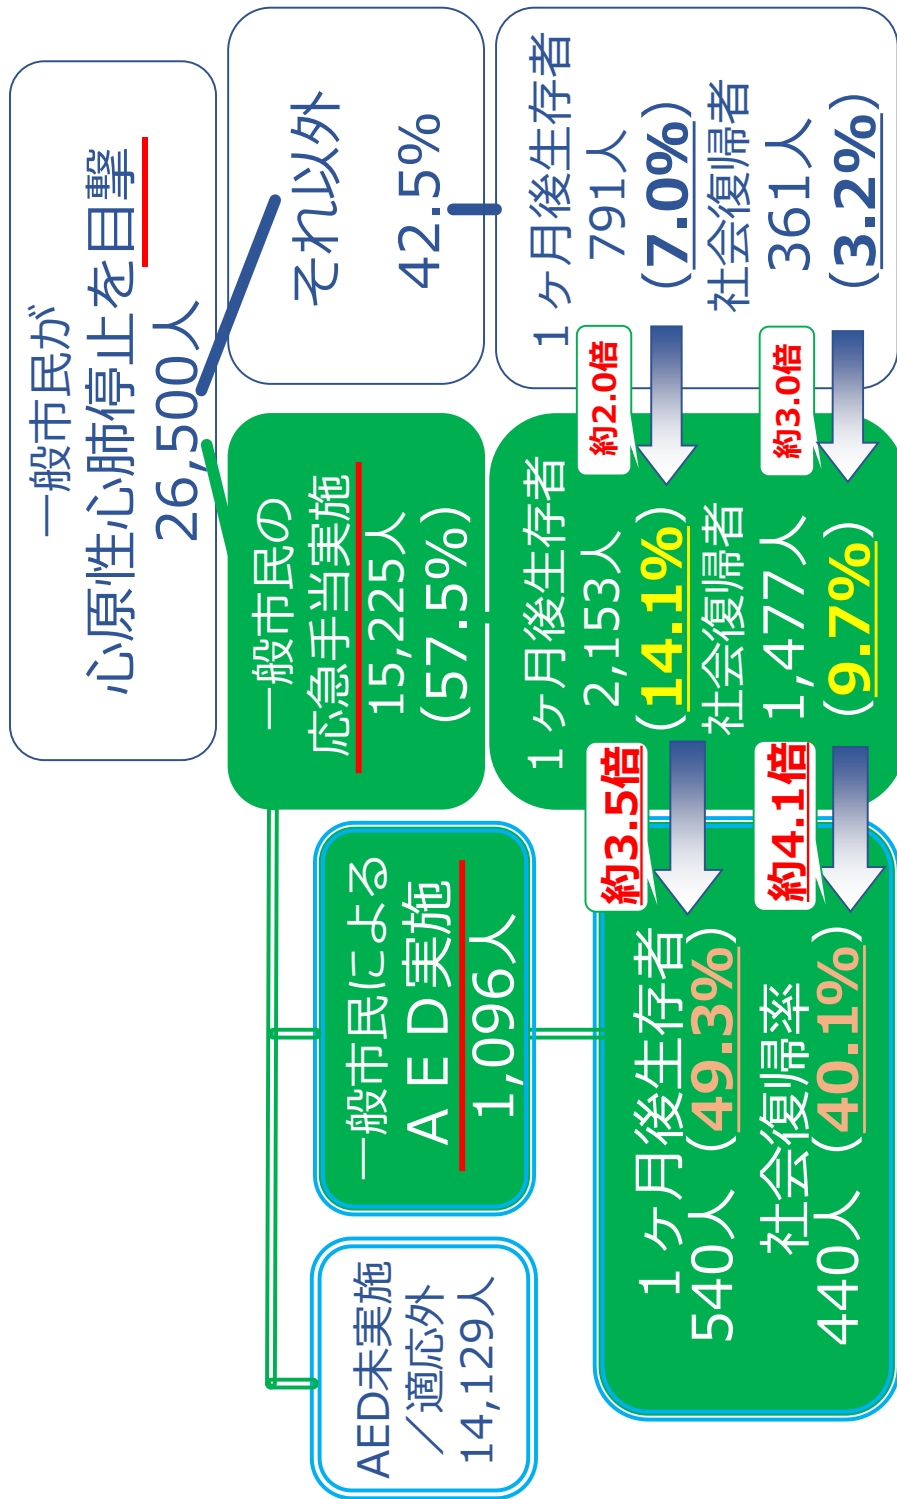 一般市民が
心原性心肺停止を目撃
26,500人
一般市民の
応急手当実施
15,225人
(57.5%)
それ以外
42.5%
一般市民による
ＡＥＤ実施
1,096人
AED未実施
／適応外
14,129人
１ヶ月後生存者
540人(49.3%)
社会復帰率
440人(40.1%)
約3.5倍
約4.1倍
１ヶ月後生存者
2,153人
(14.1%)
社会復帰者
1,477人
(9.7%)
約2.0倍
約3.0倍
１ヶ月後生存者
791人
(7.0%)
社会復帰者
361人
(3.2%)